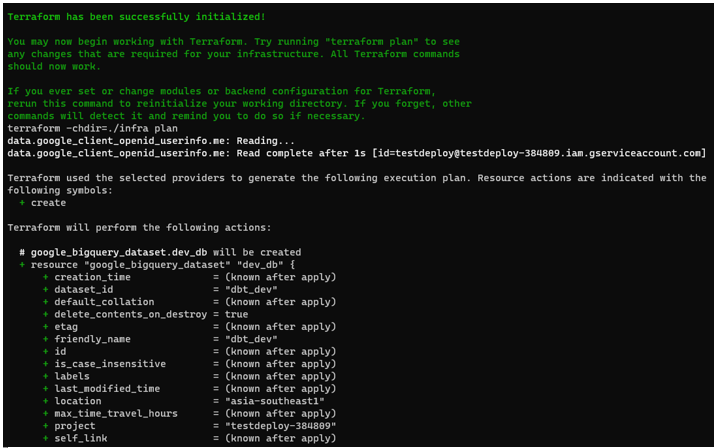 Terraform has been successfully initialized!
You may now begin working with Terraform. Try running "terraform plan" to see
any changes that are required for your infrastructure. All Terraform commands
should now work.
If you ever set or change modules or backend configuration for Terraform,
rerun this command to reinitialize your working directory. If you forget, other
commands will detect it and remind you to do so if necessary.
terraform -chdir=./infra plan
data.google_client_openid_userinfo.me: Reading...
data.google_client_openid_userinfo.me: Read complete after 1s [id=testdeploy@testdeploy-384809.iam.gserviceaccount.com]
Terraform used the selected providers to generate the following execution plan. Resource actions are indicated with the
following symbols:
+ create
Terraform will perform the following actions:
# google_bigquery_dataset.dev_db will be created
+ resource "google_bigquery_dataset" "dev_db" {
+ creation_time = (known after apply)
+ dataset_id = "dbt_dev"
+ default_collation = (known after apply)
+ delete_contents_on_destroy = true
+ etag = (known after apply)
+ friendly_name = "dbt_dev"
+ id = (known after apply)
+ is_case_insensitive = (known after apply)
+ labels = (known after apply)
+ last_modified_time = (known after apply)
+ location = "asia-southeast1"
+ max_time_travel_hours = (known after apply)
+ project = "testdeploy-384809"
+ self_link = (known after apply)